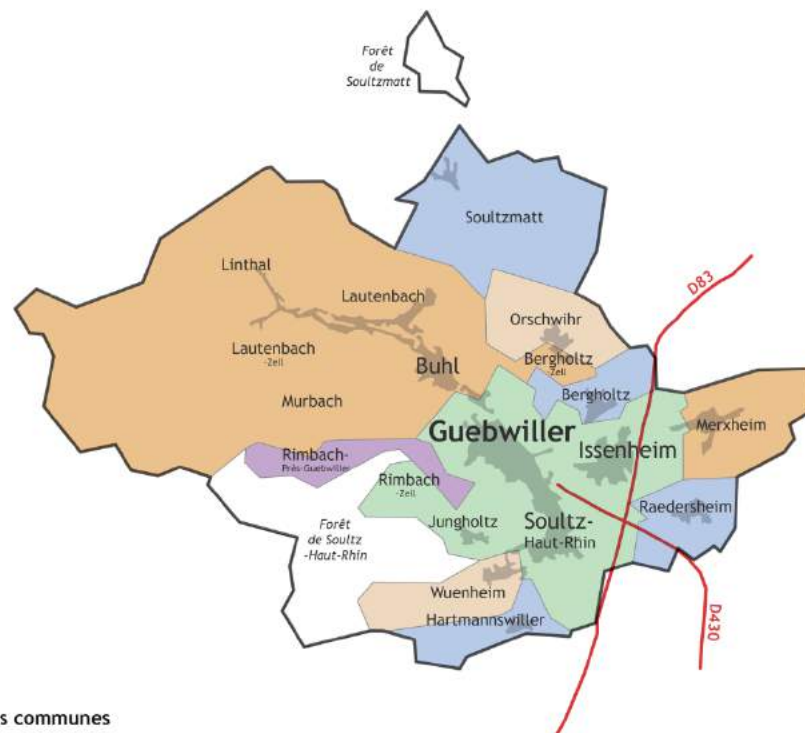 Forêt
de
Soultzmatt
Soultzmatt
D83
Linthal
Lautenbach
Orschwihr
Lautenbach
-Zell
Buhl
Bergholtz
Zell
Bergholtz
Murbach
Guebwiller
Issenheim
Merxheim
Rimbach-
Près-Guebwiller
Rimbach
-Zell
Raedersheim
Forêt
de Soultz
-Haut-Rhin
Jungholtz
Soultz-
Haut-Rhin
Wuenheim
Hartmannswiller
D430
s communes